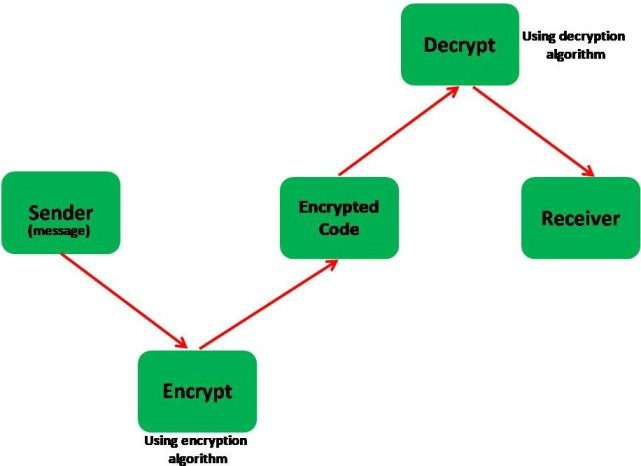 Sender
(message)
Encrypt
Using encryption
algorithm
Encrypted
Code
Decrypt
Using decryption
algorithm
Receiver